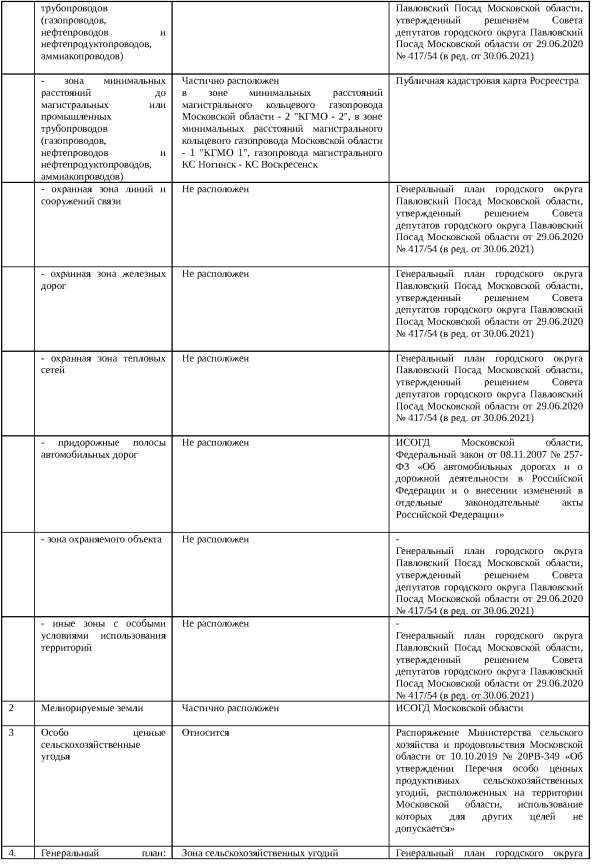 трубопроводов
(газопроводов,
нефтепроводов и
нефтепродуктопроводов,
аммиакопроводов)
Павловский Посад Московской области,
утвержденный решением Совета
депутатов городского округа Павловский
Посад Московской области от 29.06.2020
№ 417/54 (в ред. от 30.06.2021)
- зона минимальных
расстояний до
магистральных или
промышленных
трубопроводов
(газопроводов,
нефтепроводов и
нефтепродуктопроводов,
аммиакопроводов)
Частично расположен
в зоне минимальных расстояний
магистрального кольцевого газопровода
Московской области - 2 "КГМО - 2", в зоне
минимальных расстояний магистрального
кольцевого газопровода Московской области
- 1 "КГМО 1", газопровода магистрального
КС Ногинск - КС Воскресенск
Публичная кадастровая карта Росреестра
- охранная зона линий и
сооружений связи
Не расположен
Генеральный план городского округа
Павловский Посад Московской области,
утвержденный решением Совета
депутатов городского округа Павловский
Посад Московской области от 29.06.2020
№ 417/54 (в ред. от 30.06.2021)
- охранная зона железных
дорог
Не расположен
Генеральный план городского округа
Павловский Посад Московской области,
утвержденный решением Совета
депутатов городского округа Павловский
Посад Московской области от 29.06.2020
№ 417/54 (в ред. от 30.06.2021)
- охранная зона тепловых
сетей
Не расположен
Генеральный план городского округа
Павловский Посад Московской области,
утвержденный решением Совета
депутатов городского округа Павловский
Посад Московской области от 29.06.2020
№ 417/54 (в ред. от 30.06.2021)
- придорожные полосы
автомобильных дорог
Не расположен
ИСОГД Московской области,
Федеральный закон от 08.11.2007 № 257-
ФЗ «Об автомобильных дорогах и о
дорожной деятельности в Российской
Федерации и о внесении изменений в
отдельные законодательные акты
Российской Федерации»
- зона охраняемого объекта
Не расположен
-
Генеральный план городского округа
Павловский Посад Московской области,
утвержденный решением Совета
депутатов городского округа Павловский
Посад Московской области от 29.06.2020
№ 417/54 (в ред. от 30.06.2021)
- иные зоны с особыми
условиями использования
территорий
Не расположен
-
Генеральный план городского округа
Павловский Посад Московской области,
утвержденный решением Совета
депутатов городского округа Павловский
Посад Московской области от 29.06.2020
№ 417/54 (в ред. от 30.06.2021)
2 Мелиорируемые земли Частично расположен ИСОГД Московской области
3
Особо ценные
сельскохозяйственные
угодья
Относится
Распоряжение Министерства сельского
хозяйства и продовольствия Московской
области от 10.10.2019 № 20РВ-349 «Об
утверждении Перечня особо ценных
продуктивных сельскохозяйственных
угодий, расположенных на территории
Московской области, использование
которых для других целей не
допускается»
4. Генеральный план: Зона сельскохозяйственных угодий Генеральный план городского округа